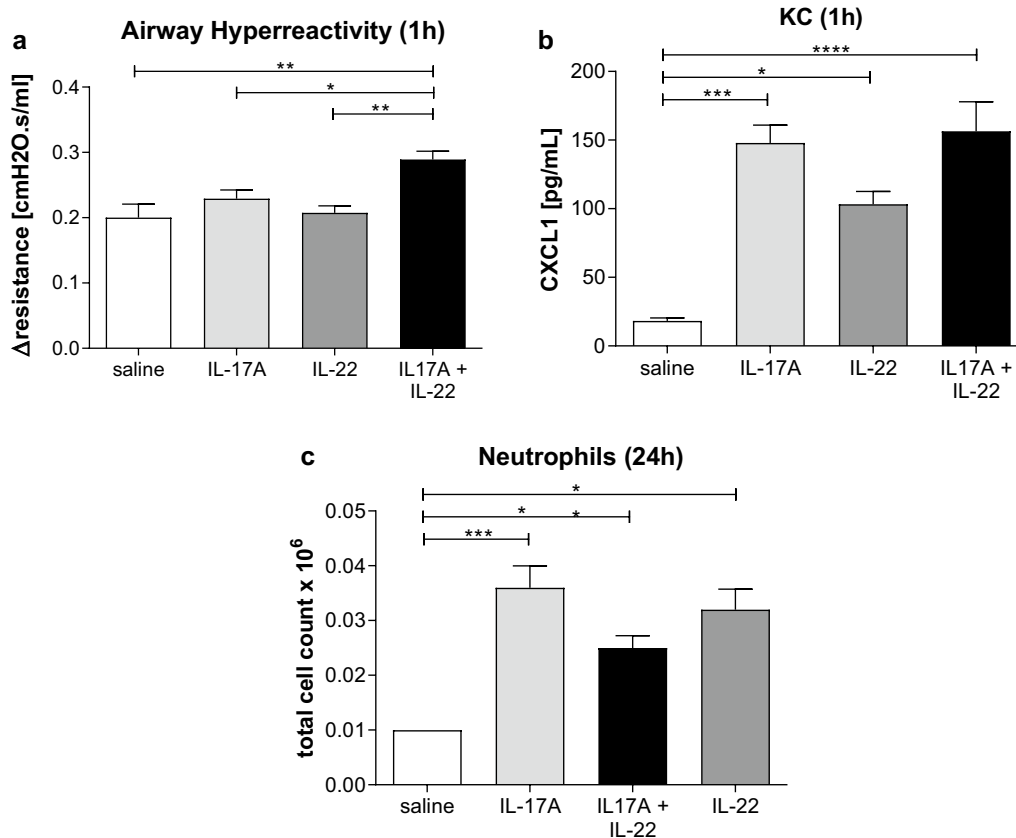 a
Airway Hyperreactivity (1h)
**
*
**
Δresistance [cmH2O.s/ml]
0.4
0.3
0.2
0.1
0.0
saline IL-17A IL-22 IL17A +
IL-22
b
KC (1h)
****
*
***
CXCL1 [pg/mL]
200
150
100
50
0
saline IL-17A IL-22 IL17A +
IL-22
c
Neutrophils (24h)
*
* *
***
total cell count x 10⁶
0.05
0.04
0.03
0.02
0.01
0.00
saline IL-17A IL17A + IL-22
IL-22